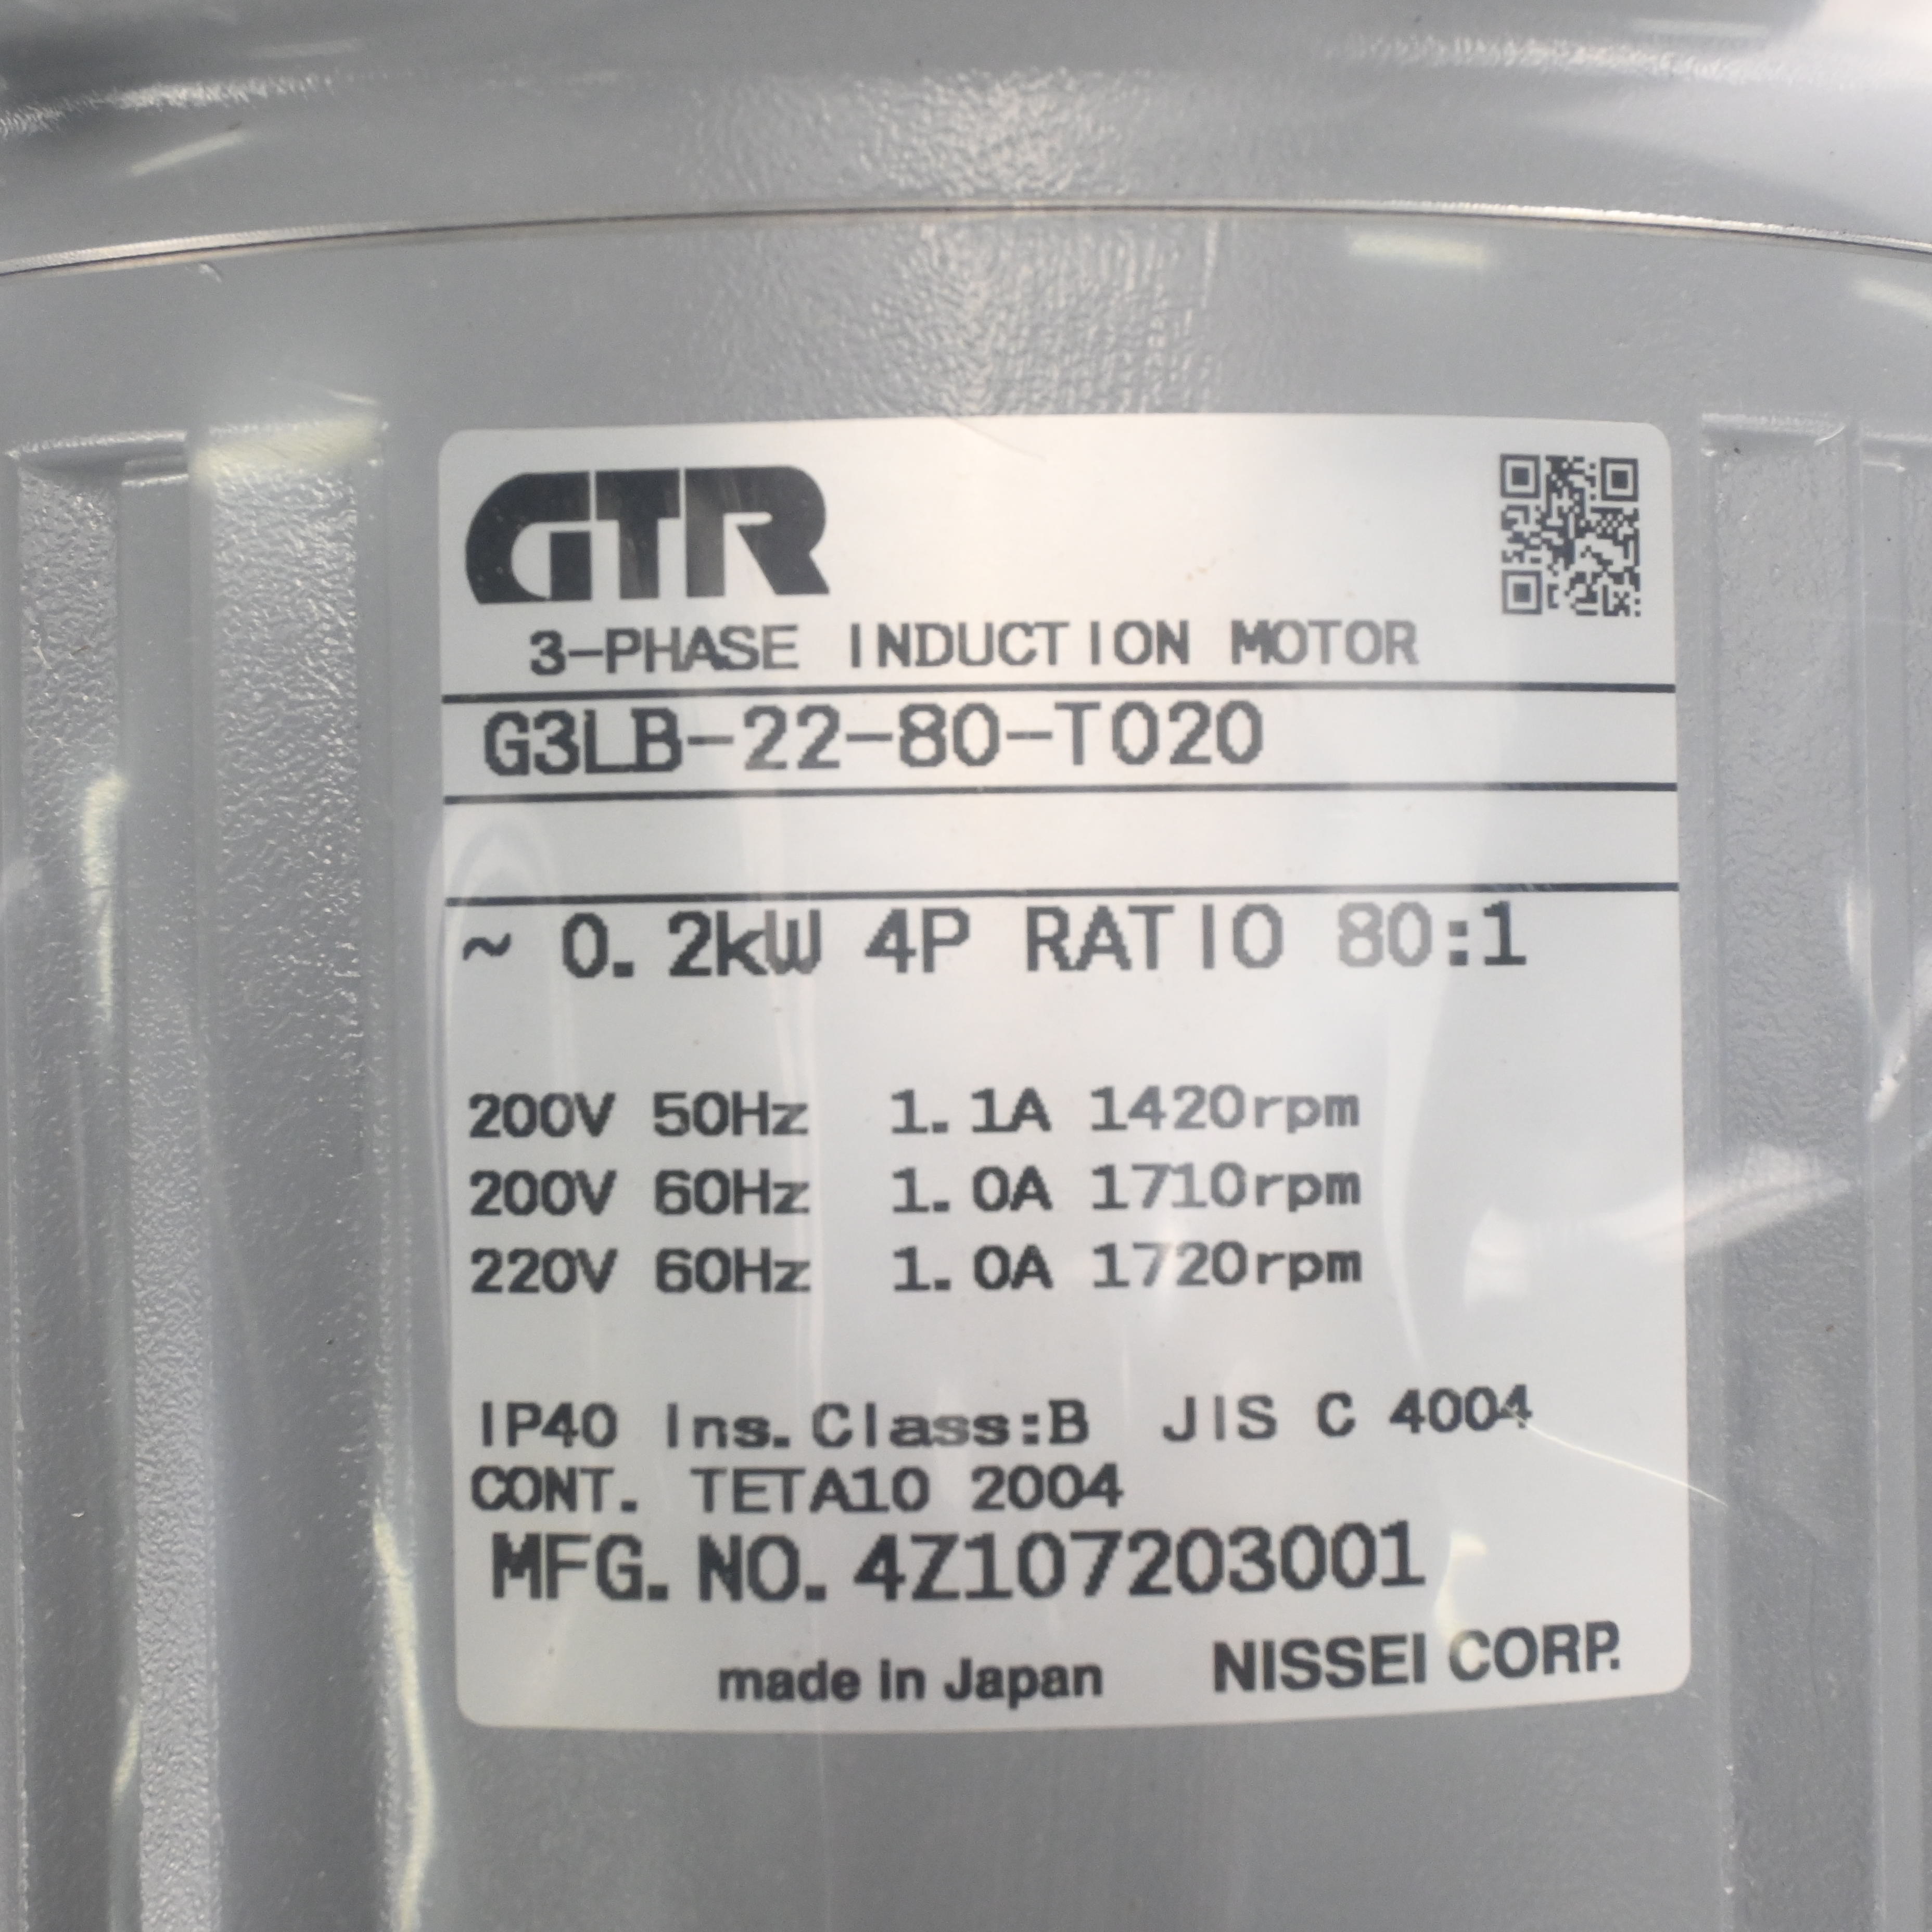 GTR
3-PHASE INDUCTION MOTOR
G3LB-22-80-T020
~ 0.2kW 4P RATIO 80:1
200V 50Hz 1.1A 1420rpm
200V 60Hz 1.0A 1710rpm
220V 60Hz 1.0A 1720rpm
IP40 Ins.Class:B JIS C 4004
CONT. TETA10 2004
MFG.NO.4Z107203001
made in Japan NISSEI CORP.